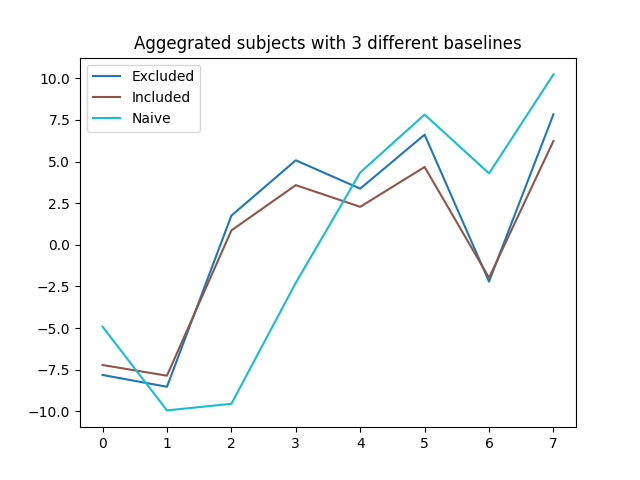 Aggegrated subjects with 3 different baselines
Excluded
Included
Naive
10.0
7.5
5.0
2.5
0.0
−2.5
−5.0
−7.5
−10.0
0 1 2 3 4 5 6 7